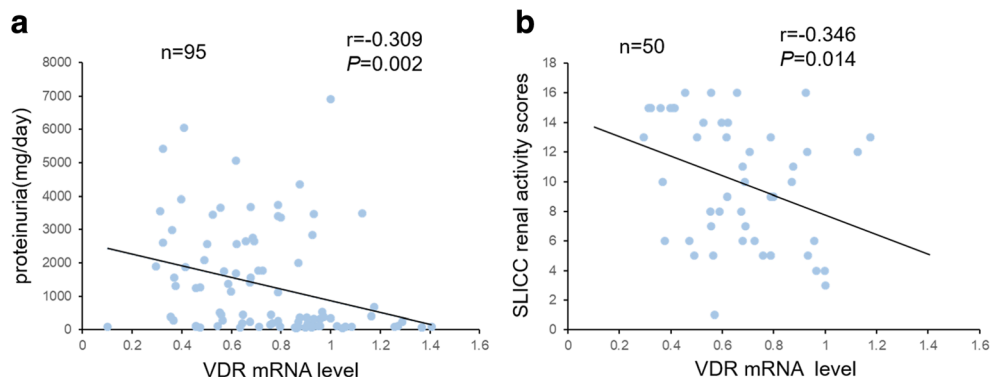 a
n=95
r=-0.309
P=0.002
proteinuria(mg/day)
8000
7000
6000
5000
4000
3000
2000
1000
0
0 0.2 0.4 0.6 0.8 1 1.2 1.4 1.6
VDR mRNA level
b
n=50
r=-0.346
P=0.014
SLICC renal activity scores
18
16
14
12
10
8
6
4
2
0
0 0.2 0.4 0.6 0.8 1 1.2 1.4 1.6
VDR mRNA level